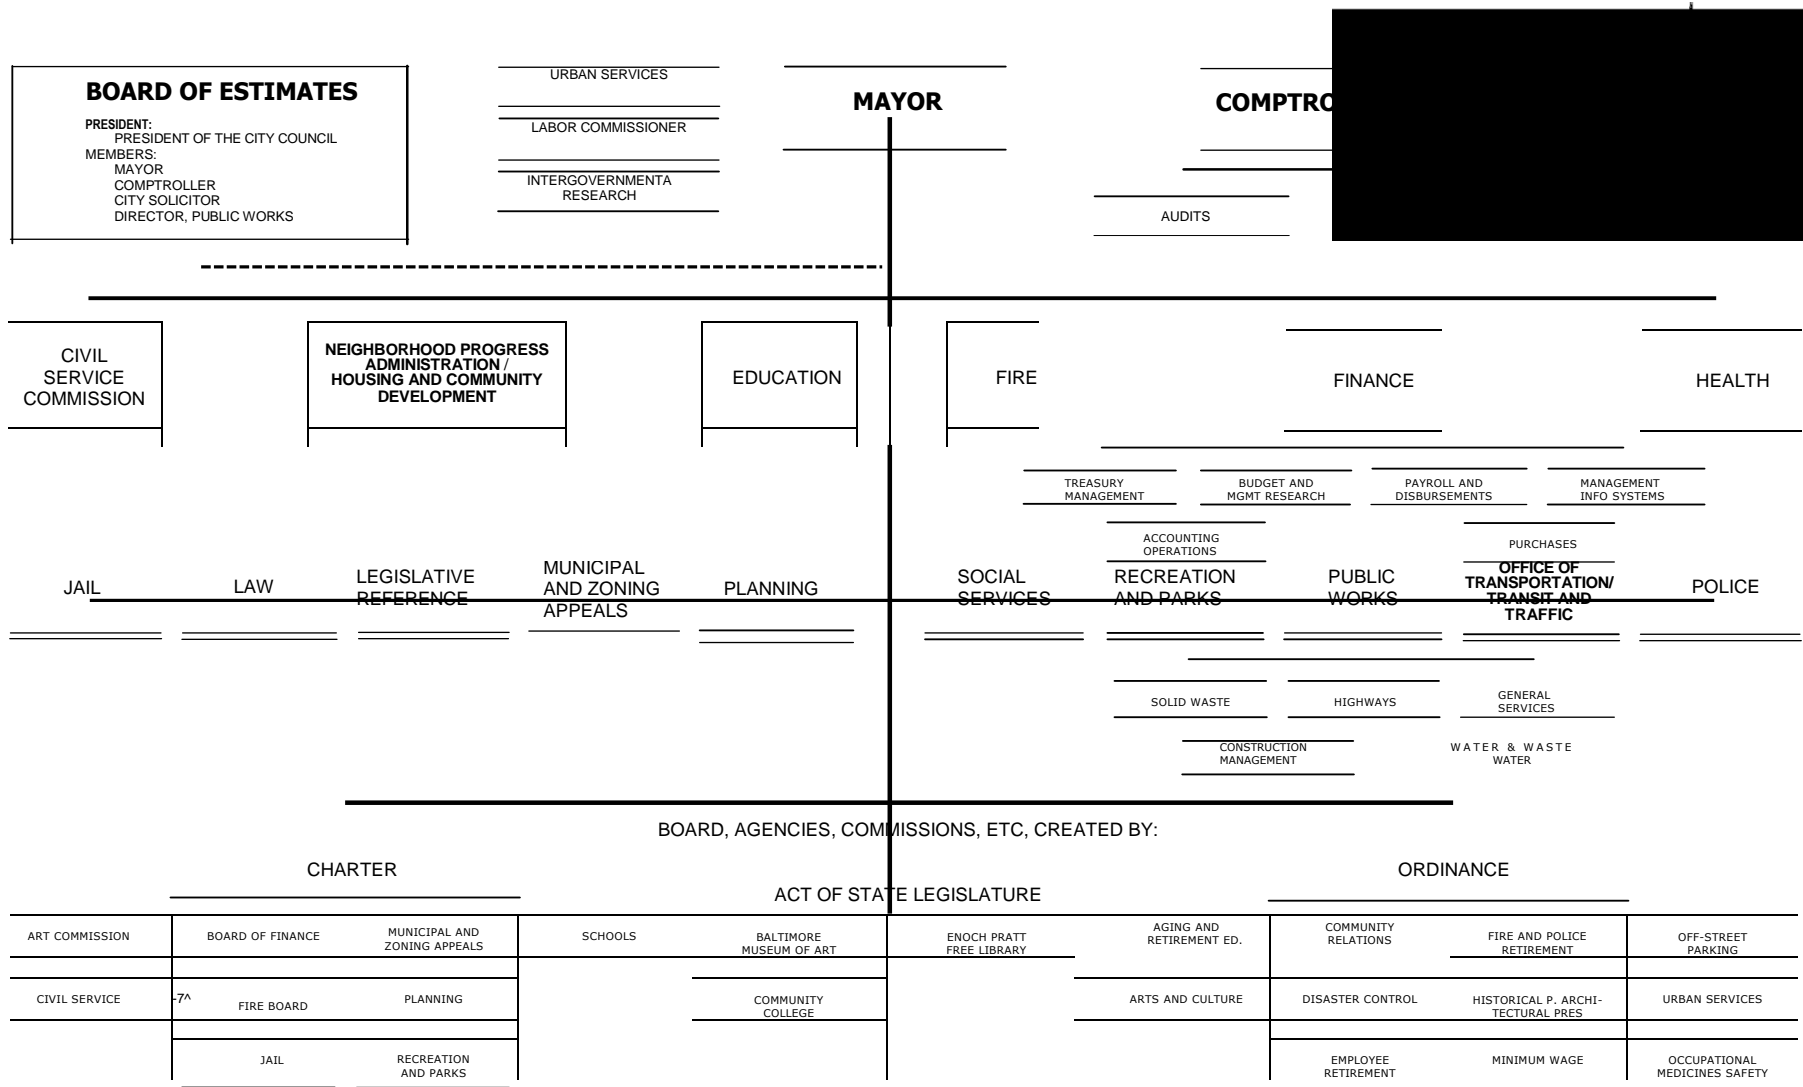 BOARD OF ESTIMATES
PRESIDENT:
PRESIDENT OF THE CITY COUNCIL
MEMBERS:
MAYOR
COMPTROLLER
CITY SOLICITOR
DIRECTOR, PUBLIC WORKS
URBAN SERVICES
LABOR COMMISSIONER
INTERGOVERNMENTA
RESEARCH
MAYOR
COMPTRO
AUDITS
CIVIL
SERVICE
COMMISSION
NEIGHBORHOOD PROGRESS
ADMINISTRATION /
HOUSING AND COMMUNITY
DEVELOPMENT
EDUCATION
FIRE
FINANCE
HEALTH
TREASURY
MANAGEMENT
BUDGET AND
MGMT RESEARCH
PAYROLL AND
DISBURSEMENTS
MANAGEMENT
INFO SYSTEMS
ACCOUNTING
OPERATIONS
PURCHASES
JAIL
LAW
LEGISLATIVE
REFERENCE
MUNICIPAL
AND ZONING
APPEALS
PLANNING
SOCIAL
SERVICES
RECREATION
AND PARKS
PUBLIC
WORKS
OFFICE OF
TRANSPORTATION/
TRANSIT AND
TRAFFIC
POLICE
SOLID WASTE
HIGHWAYS
GENERAL
SERVICES
CONSTRUCTION
MANAGEMENT
WATER & WASTE
WATER
BOARD, AGENCIES, COMMISSIONS, ETC, CREATED BY:
CHARTER
ACT OF STATE LEGISLATURE
ORDINANCE
ART COMMISSION
BOARD OF FINANCE
MUNICIPAL AND
ZONING APPEALS
SCHOOLS
BALTIMORE
MUSEUM OF ART
ENOCH PRATT
FREE LIBRARY
AGING AND
RETIREMENT ED.
COMMUNITY
RELATIONS
FIRE AND POLICE
RETIREMENT
OFF-STREET
PARKING
CIVIL SERVICE
-7^
FIRE BOARD
PLANNING
COMMUNITY
COLLEGE
ARTS AND CULTURE
DISASTER CONTROL
HISTORICAL P. ARCHI-
TECTURAL PRES
URBAN SERVICES
JAIL
RECREATION
AND PARKS
EMPLOYEE
RETIREMENT
MINIMUM WAGE
OCCUPATIONAL
MEDICINES SAFETY